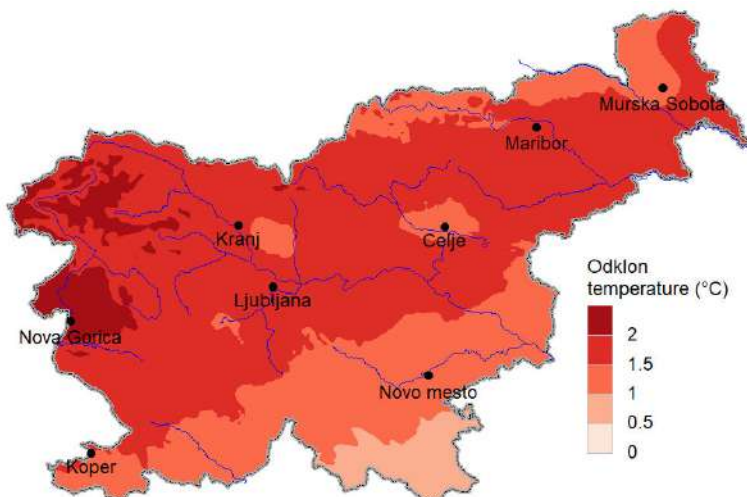 Murska Sobota
Maribor
Kranj
Celje
Ljubljana
Nova Gorica
Novo mesto
Koper
Odklon
temperature (°C)
2
1.5
1
0.5
0